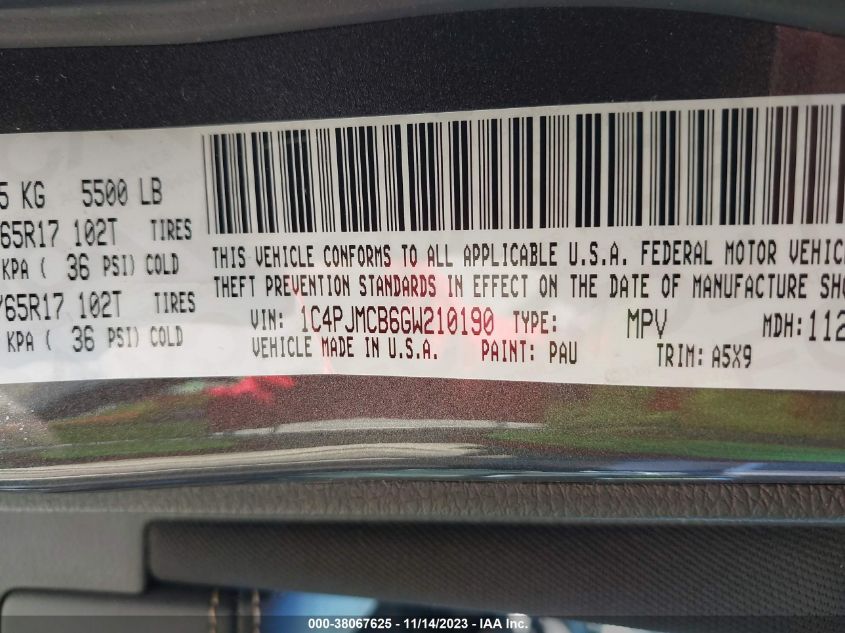 5 KG 5500 LB
65R17 102T TIRES
KPA ( 36 PSI) COLD
/65R17 102T TIRES
KPA ( 36 PSI) COLD
THIS VEHICLE CONFORMS TO ALL APPLICABLE U.S.A. FEDERAL MOTOR VEHIC
THEFT PREVENTION STANDARDS IN EFFECT ON THE DATE OF MANUFACTURE SHO
VIN: 1C4PJMCB6GW210190 TYPE: MPV MDH:112
VEHICLE MADE IN U.S.A. PAINT: PAU TRIM: A5X9
000-38067625 - 11/14/2023 - IAA Inc.